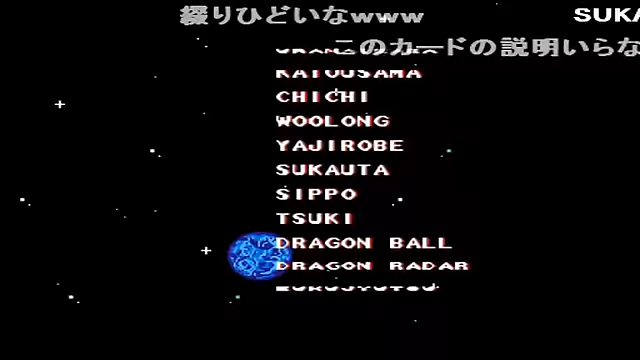 綴りひどいなwww
SUKA
このカードの説明いらな
KAIOUSAMA
CHICHI
WOOLONG
YAJIROBE
SUKAUTA
SIPPO
TSUKI
DRAGON BALL
DRAGON RADAR